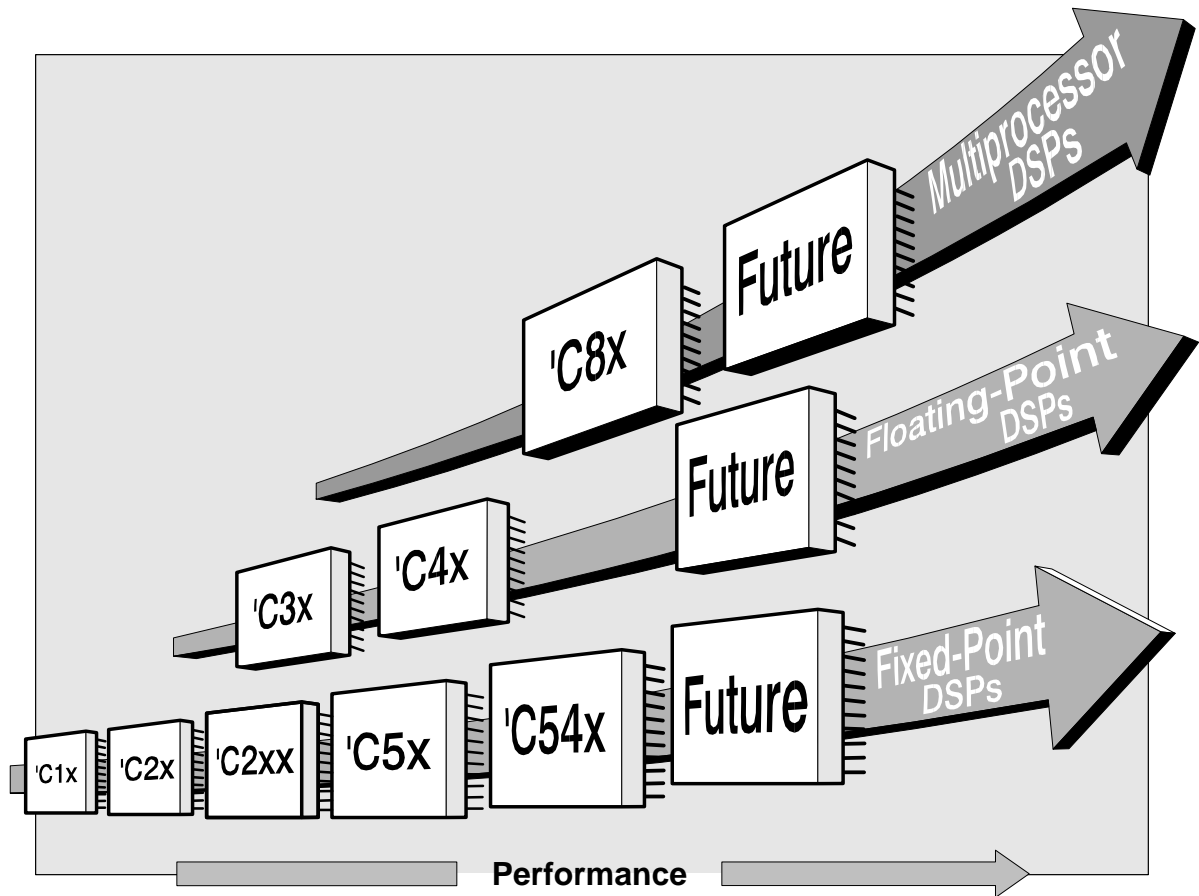 Multiprocessor
DSPs
Future
'C8x
Floating-Point
DSPs
Future
'C4x
'C3x
Fixed-Point
DSPs
'C1x
'C2x
'C2xx
'C5x
'C54x
Future
Performance